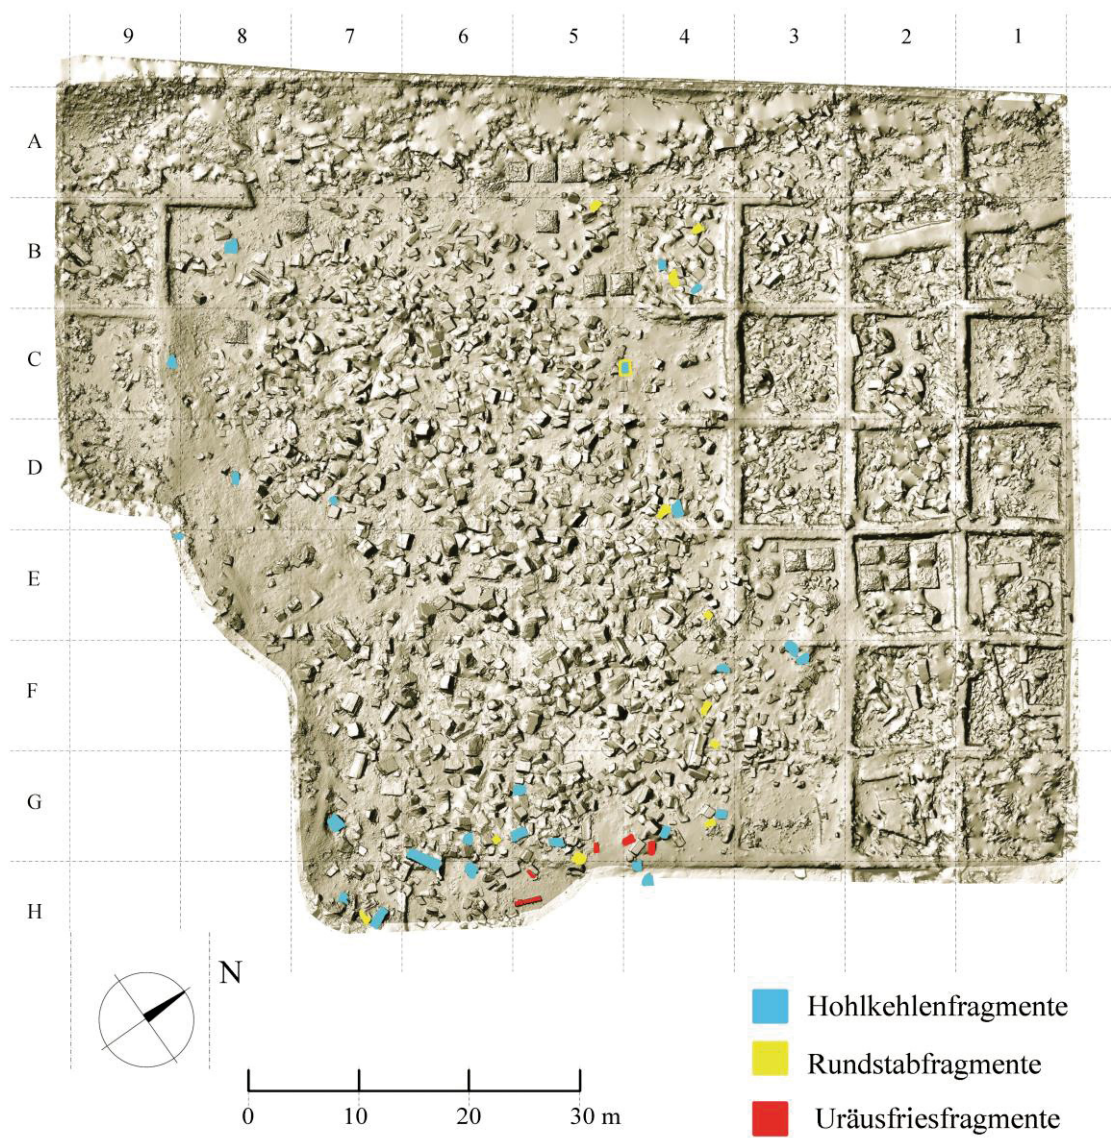 9 8 7 6 5 4 3 2 1
A
B
C
D
E
F
G
H
N
0 10 20 30 m
Hohlkehlenfragmente
Rundstabfragmente
Uräusfriesfragmente